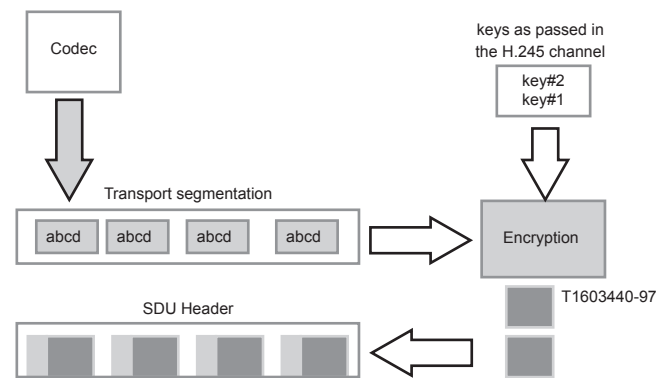 Codec
keys as passed in
the H.245 channel
key#2
key#1
Transport segmentation
abcd
abcd
abcd
abcd
Encryption
T1603440-97
SDU Header